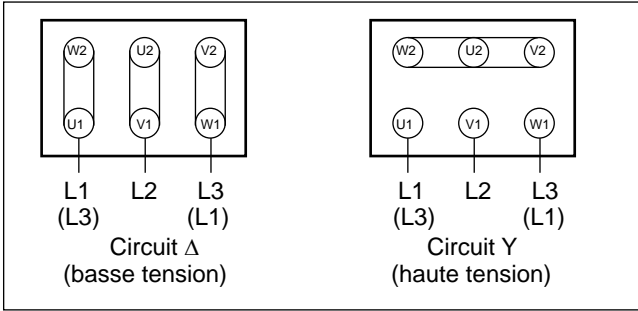 W2 U2 V2
U1 V1 W1
L1 L2 L3
(L3) (L1)
Circuit Δ
(basse tension)
W2 U2 V2
U1 V1 W1
L1 L2 L3
(L3) (L1)
Circuit Y
(haute tension)